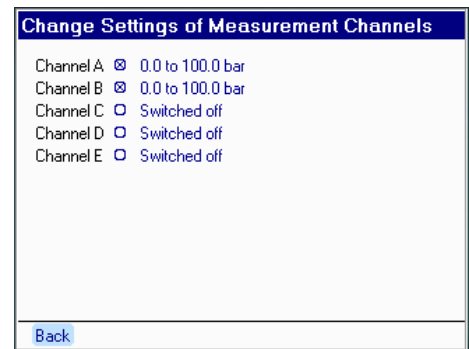 Change Settings of Measurement Channels
Channel A 0.0 to 100.0 bar
Channel B 0.0 to 100.0 bar
Channel C Switched off
Channel D Switched off
Channel E Switched off
Back